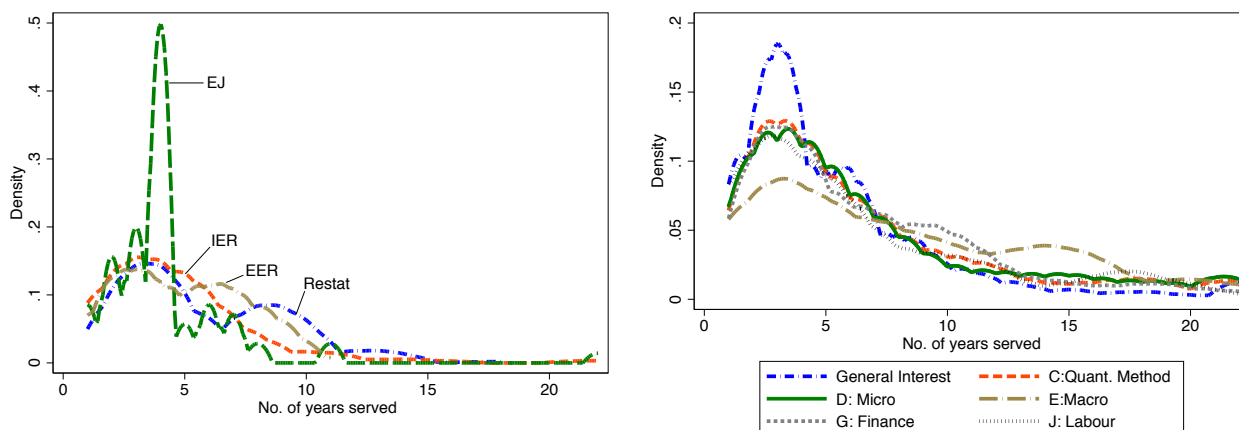 .5
.4
.3
.2
.1
0
Density
EJ
IER
EER
Restat
0 5 10 15 20
No. of years served
.2
.15
.1
0.05
0
Density
0 5 10 15 20
No. of years served
General Interest C:Quant. Method
D: Micro E:Macro
G: Finance J: Labour